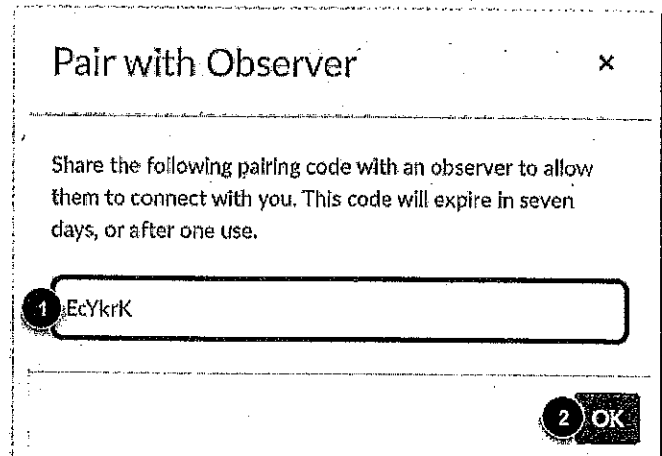 Pair with Observer ×
Share the following pairing code with an observer to allow
them to connect with you. This code will expire in seven
days, or after one use.
1 EcYkrK
2 OK